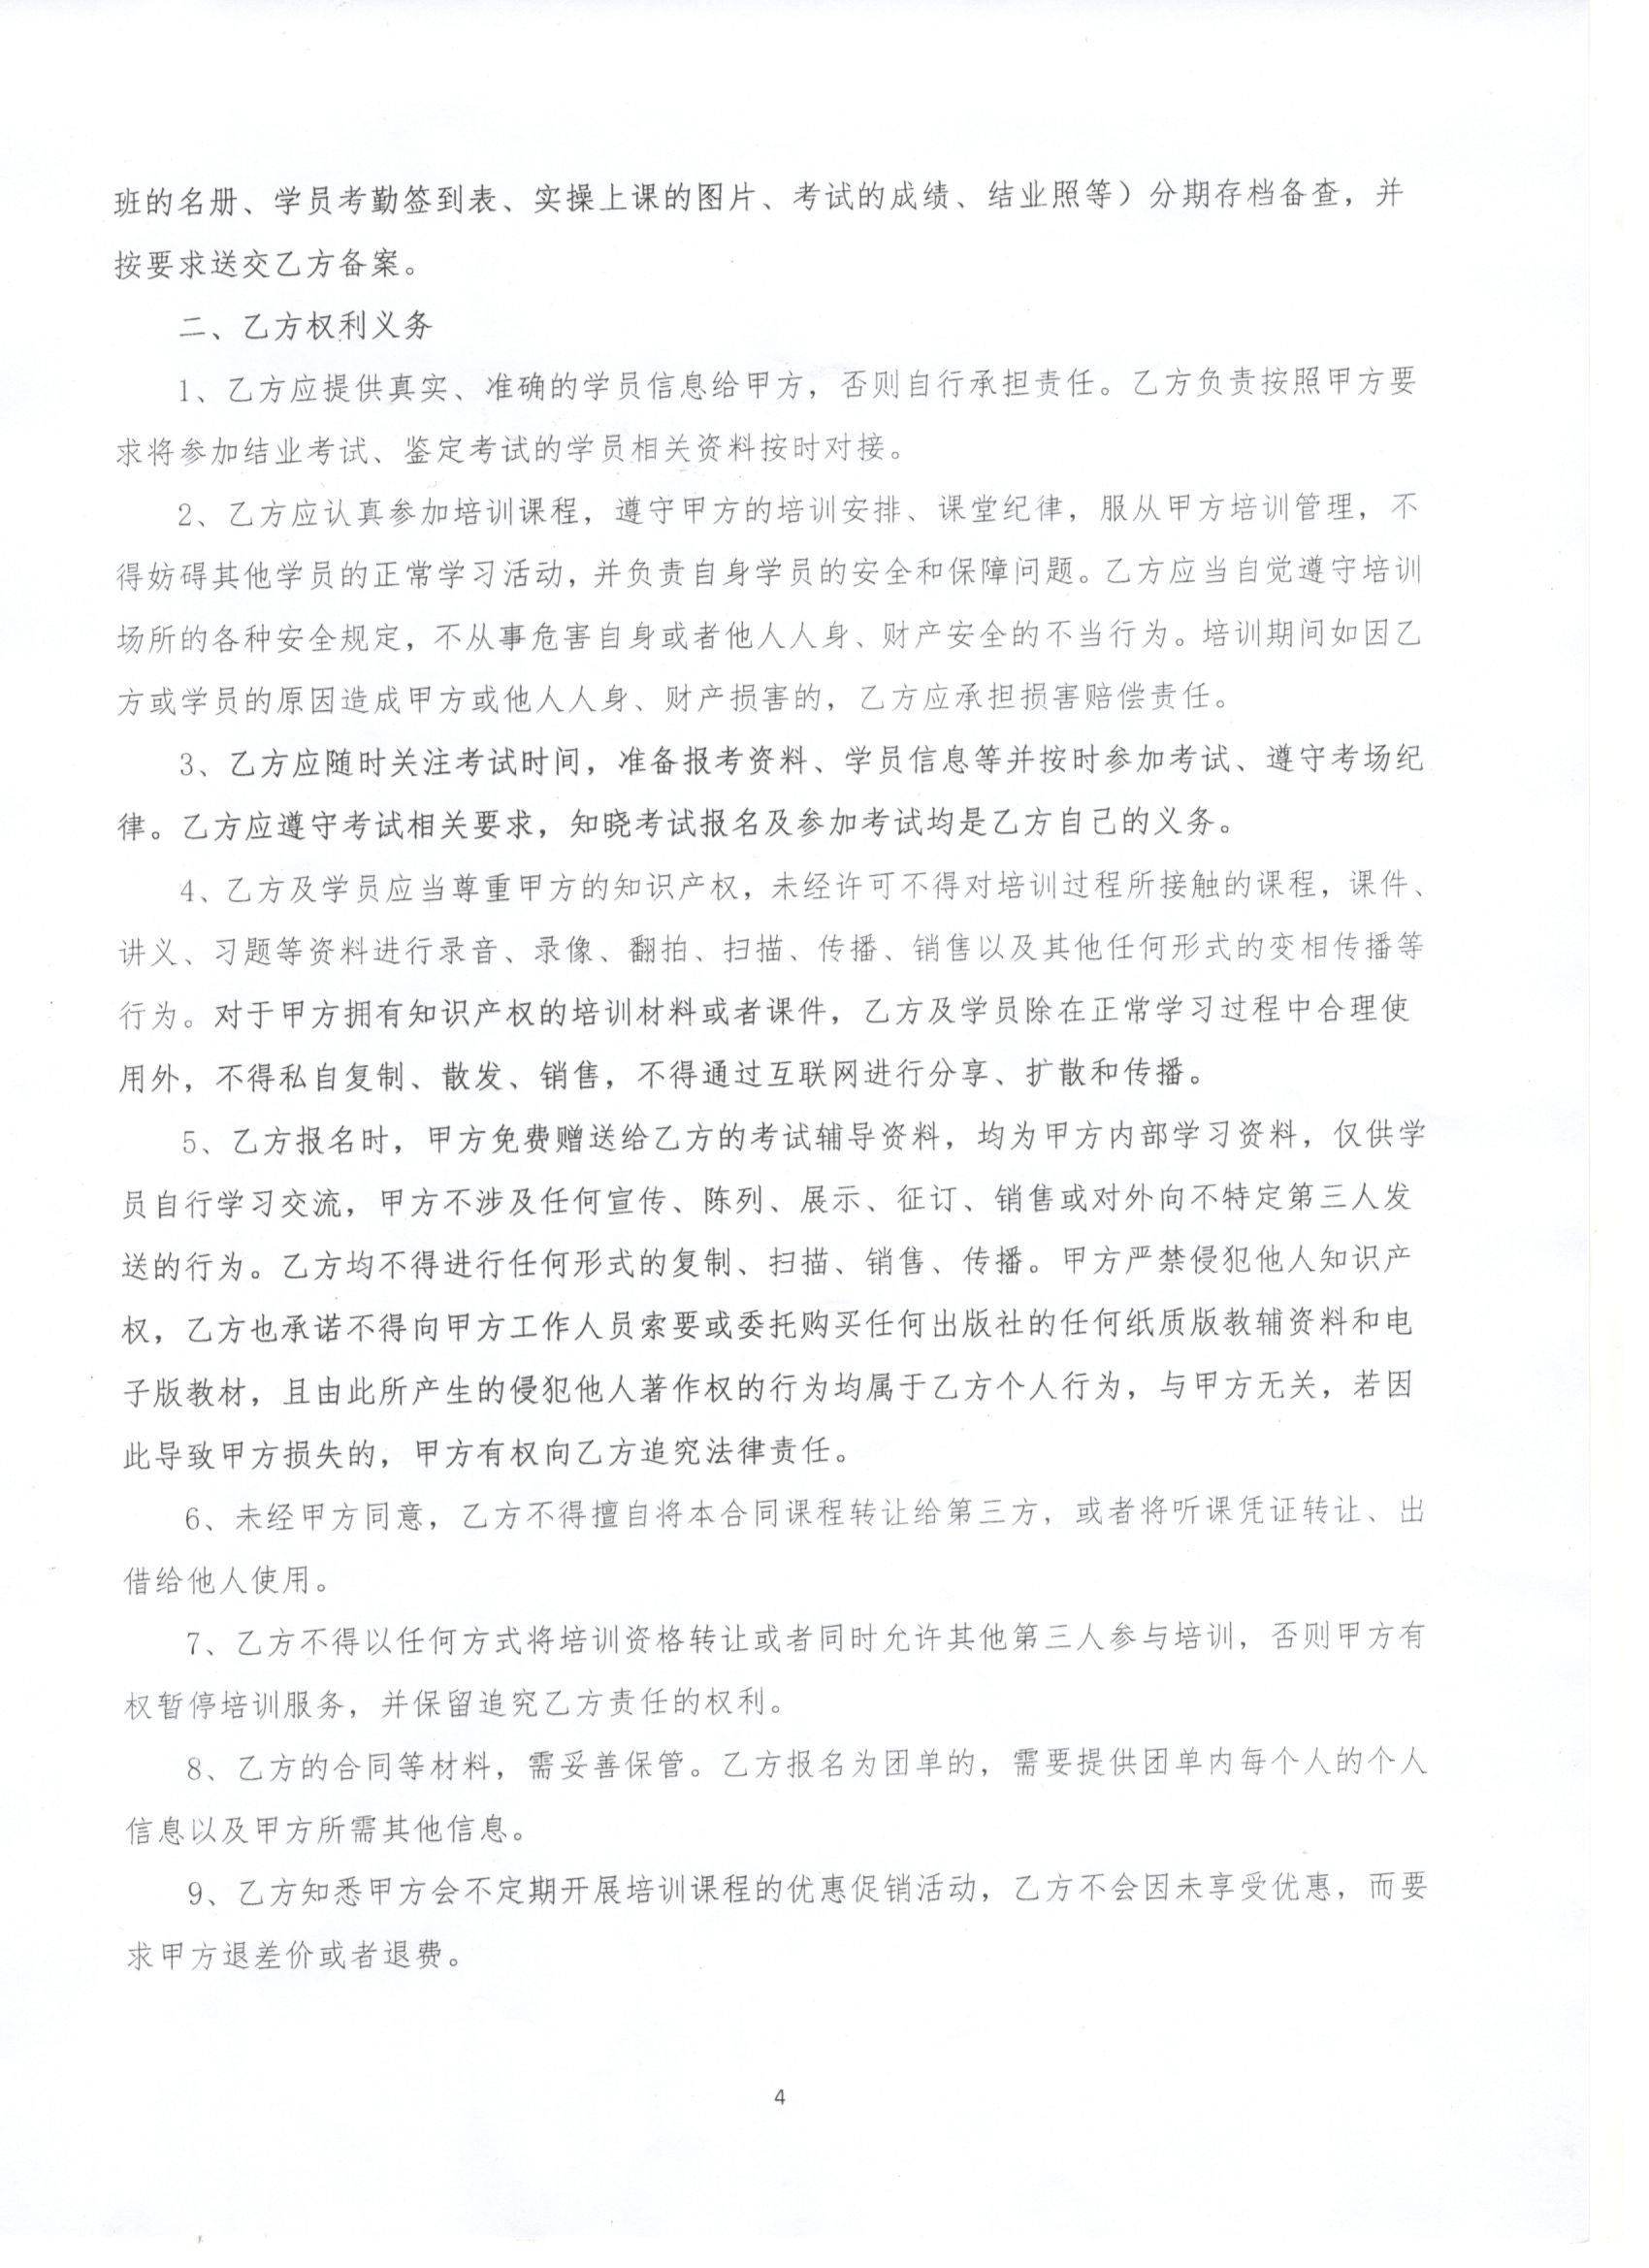 班的名册、学员考勤签到表、实操上课的图片、考试的成绩、结业照等）分期存档备查，并
按要求送交乙方备案。
二、乙方权利义务
1、乙方应提供真实、准确的学员信息给甲方，否则自行承担责任。乙方负责按照甲方要
求将参加结业考试、鉴定考试的学员相关资料按时对接。
2、乙方应认真参加培训课程，遵守甲方的培训安排、课堂纪律，服从甲方培训管理，不
得妨碍其他学员的正常学习活动，并负责自身学员的安全和保障问题。乙方应当自觉遵守培训
场所的各种安全规定，不从事危害自身或者他人人身、财产安全的不当行为。培训期间如因乙
方或学员的原因造成甲方或他人人身、财产损害的，乙方应承担损害赔偿责任。
3、乙方应随时关注考试时间，准备报考资料、学员信息等并按时参加考试、遵守考场纪
律。乙方应遵守考试相关要求，知晓考试报名及参加考试均是乙方自己的义务。
4、乙方及学员应当尊重甲方的知识产权，未经许可不得对培训过程所接触的课程，课件、
讲义、习题等资料进行录音、录像、翻拍、扫描、传播、销售以及其他任何形式的变相传播等
行为。对于甲方拥有知识产权的培训材料或者课件，乙方及学员除在正常学习过程中合理使
用外，不得私自复制、散发、销售，不得通过互联网进行分享、扩散和传播。
5、乙方报名时，甲方免费赠送给乙方的考试辅导资料，均为甲方内部学习资料，仅供学
员自行学习交流，甲方不涉及任何宣传、陈列、展示、征订、销售或对外向不特定第三人发
送的行为。乙方均不得进行任何形式的复制、扫描、销售、传播。甲方严禁侵犯他人知识产
权，乙方也承诺不得向甲方工作人员索要或委托购买任何出版社的任何纸质版教辅资料和电
子版教材，且由此所产生的侵犯他人著作权的行为均属于乙方个人行为，与甲方无关，若因
此导致甲方损失的，甲方有权向乙方追究法律责任。
6、未经甲方同意，乙方不得擅自将本合同课程转让给第三方，或者将听课凭证转让、出
借给他人使用。
7、乙方不得以任何方式将培训资格转让或者同时允许其他第三人参与培训，否则甲方有
权暂停培训服务，并保留追究乙方责任的权利。
8、乙方的合同等材料，需妥善保管。乙方报名为团单的，需要提供团单内每个人的个人
信息以及甲方所需其他信息。
9、乙方知悉甲方会不定期开展培训课程的优惠促销活动，乙方不会因未享受优惠，而要
求甲方退差价或者退费。
4